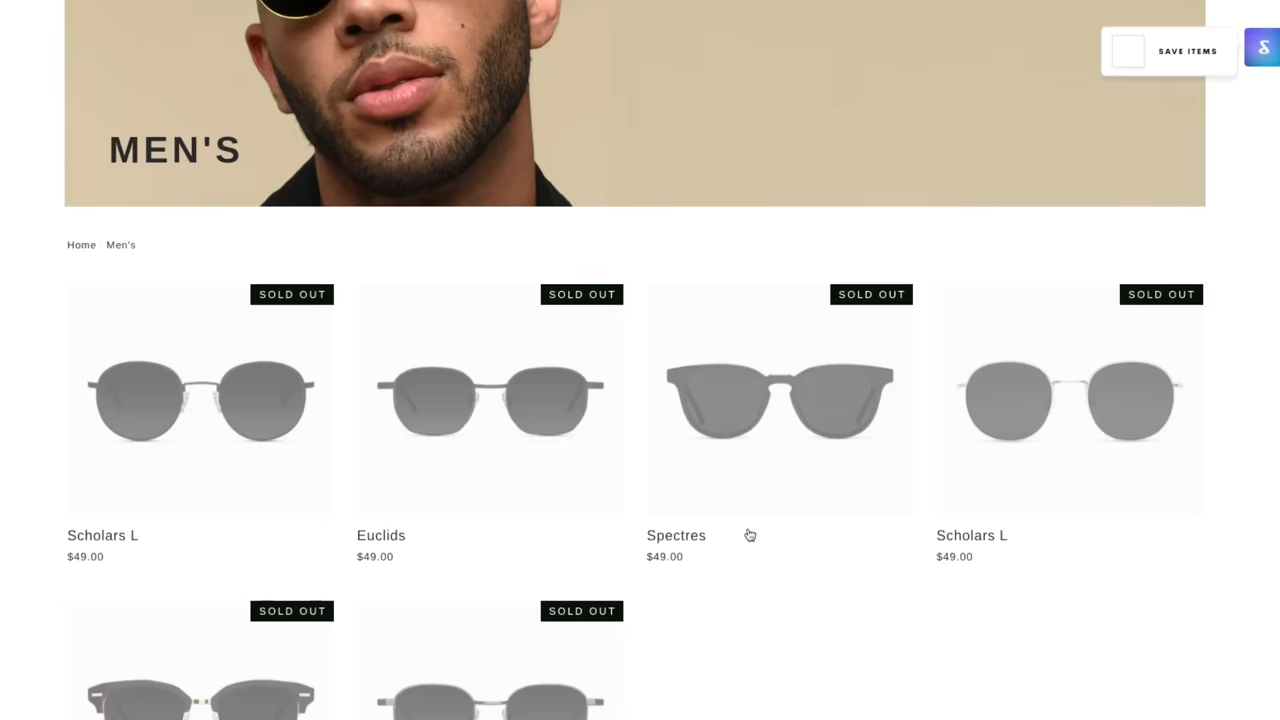 SAVE ITEMS
MEN'S
Home Men's
SOLD OUT SOLD OUT SOLD OUT SOLD OUT
Scholars L Euclids Spectres Scholars L
$49.00 $49.00 $49.00 $49.00
SOLD OUT SOLD OUT